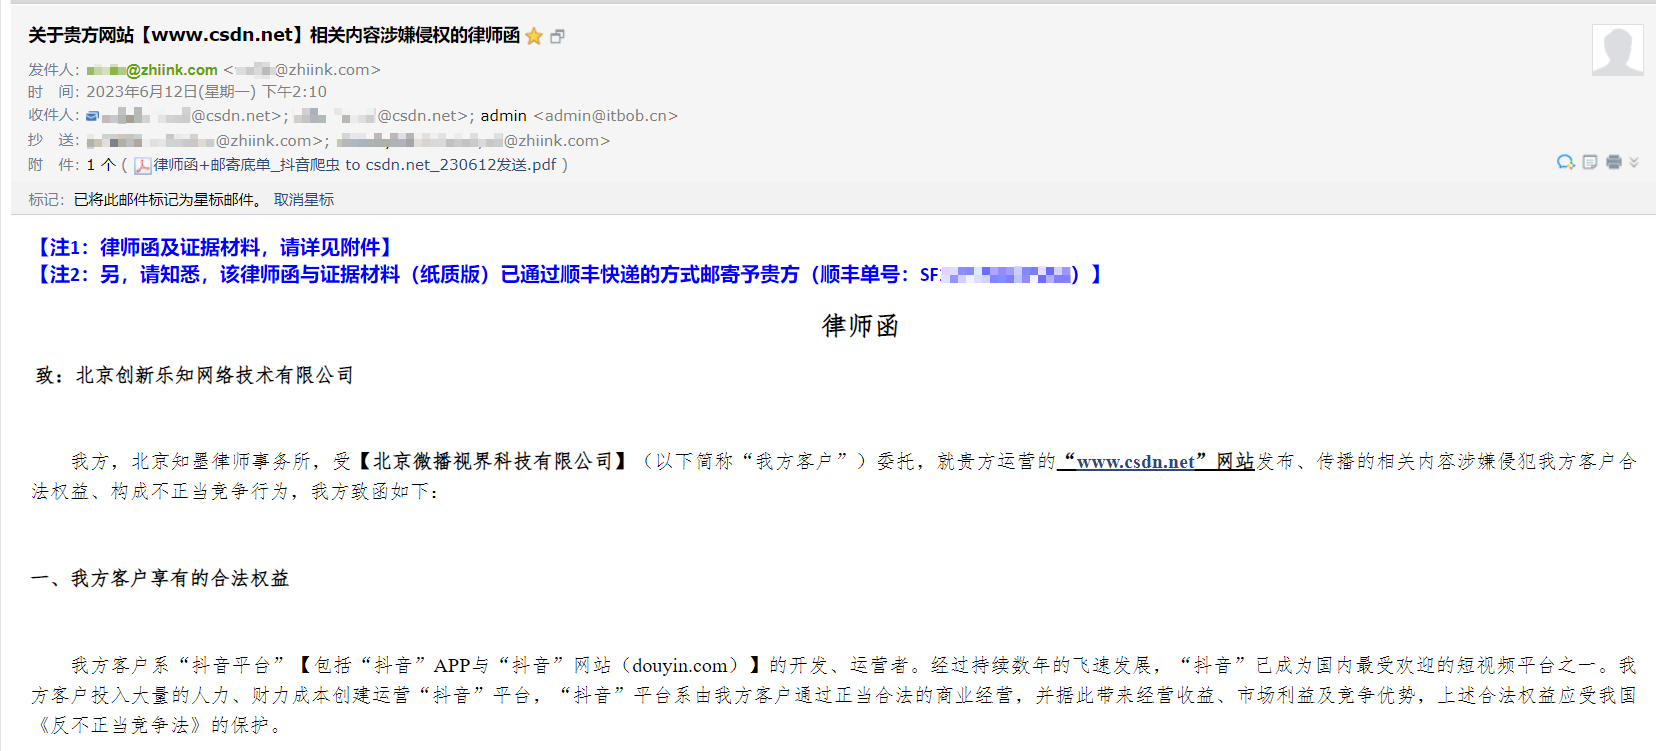 关于贵方网站【www.csdn.net】相关内容涉嫌侵权的律师函
发件人： @zhiink.com < @zhiink.com>
时 间： 2023年6月12日(星期一) 下午2:10
收件人： @csdn.net>; @csdn.net>; admin <admin@itbob.cn>
抄 送： @zhiink.com>; @zhiink.com>
附 件： 1 个 ( 律师函+邮寄底单_抖音爬虫 to csdn.net_230612发送.pdf )
标记： 已将此邮件标记为星标邮件。 取消星标
【注1：律师函及证据材料，请详见附件】
【注2：另，请知悉，该律师函与证据材料（纸质版）已通过顺丰快递的方式邮寄予贵方（顺丰单号：SF ）】
律师函
致：北京创新乐知网络技术有限公司
我方，北京知墨律师事务所，受【北京微播视界科技有限公司】（以下简称“我方客户”）委托，就贵方运营的“www.csdn.net”网站发布、传播的相关内容涉嫌侵犯我方客户合
法权益、构成不正当竞争行为，我方致函如下：
一、我方客户享有的合法权益
我方客户系“抖音平台”【包括“抖音”APP与“抖音”网站（douyin.com）】的开发、运营者。经过持续数年的飞速发展，“抖音”已成为国内最受欢迎的短视频平台之一。我
方客户投入大量的人力、财力成本创建运营“抖音”平台，“抖音”平台系由我方客户通过正当合法的商业经营，并据此带来经营收益、市场利益及竞争优势，上述合法权益应受我国
《反不正当竞争法》的保护。